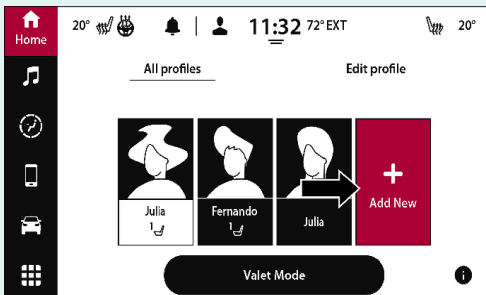 Home
20°
11:32
72° EXT
20°
All profiles
Edit profile
Julia
1
Fernando
1
Julia
+
Add New
Valet Mode
i